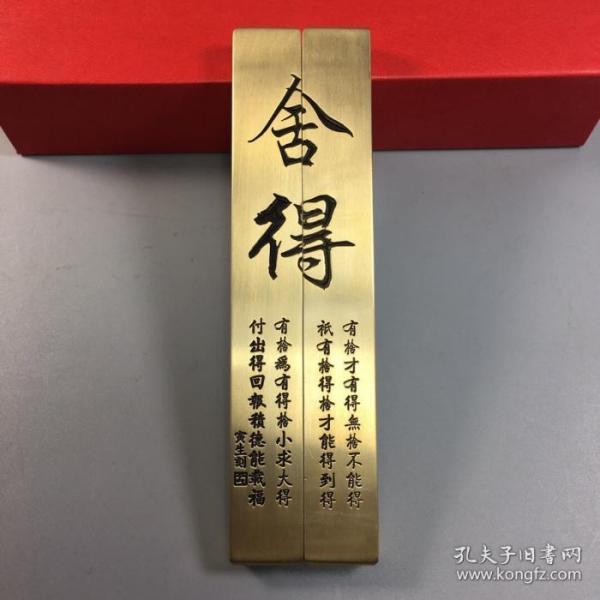 舍得
有捨才有得無捨不能得
祇有捨得捨才能得到得
有捨為有得捨小求大得
付出得回報積德能載福
寅生刻
孔夫子旧书网
www.kongfz.com